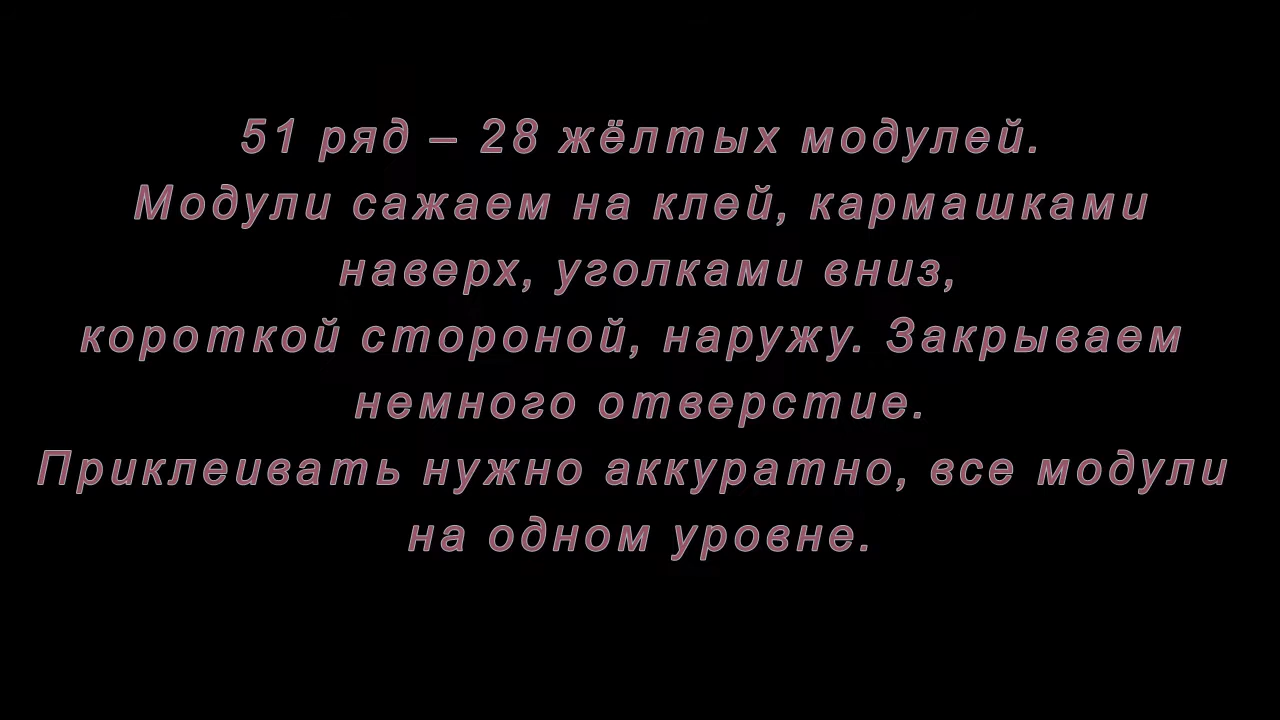 51 ряд – 28 жёлтых модулей.
Модули сажаем на клей, кармашками
наверх, уголками вниз,
короткой стороной, наружу. Закрываем
немного отверстие.
Приклеивать нужно аккуратно, все модули
на одном уровне.